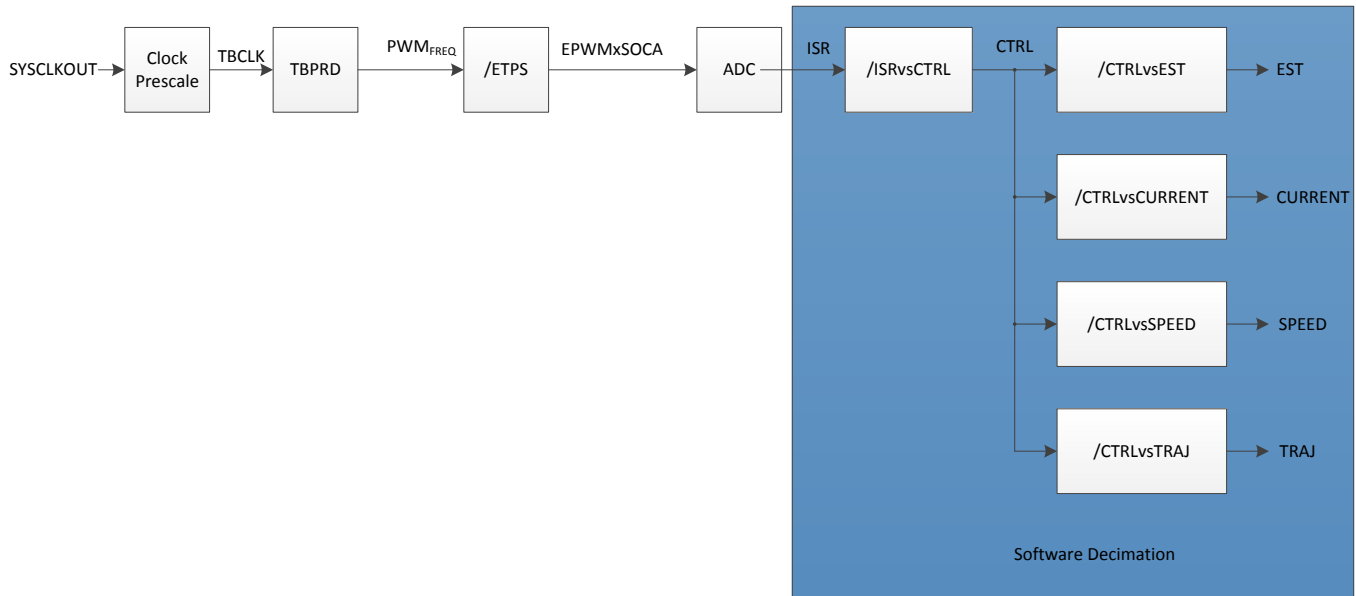 SYSCLKOUT
Clock
Prescale
TBCLK
TBPRD
PWM_FREQ
/ETPS
EPWMxSOCA
ADC
ISR
/ISRvsCTRL
CTRL
/CTRLvsEST
EST
/CTRLvsCURRENT
CURRENT
/CTRLvsSPEED
SPEED
/CTRLvsTRAJ
TRAJ
Software Decimation